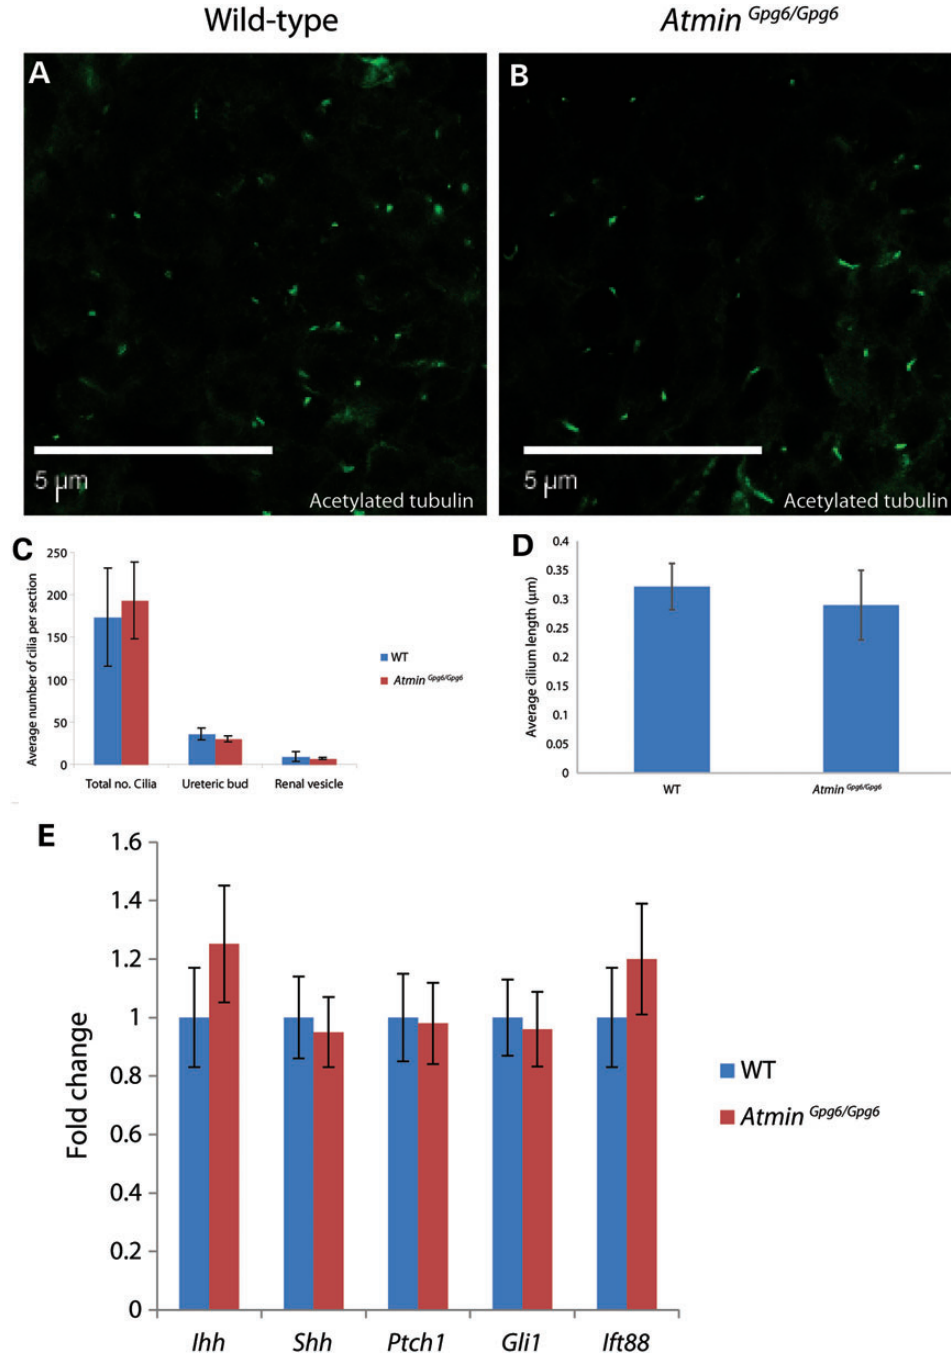 Wild-type
Atmin Gpg6/Gpg6
A
B
5 μm
Acetylated tubulin
5 μm
Acetylated tubulin
C
Average number of cilia per section
250
200
150
100
50
0
Total no. Cilia
Ureteric bud
Renal vesicle
WT
Atmin Gpg6/Gpg6
D
Average cilium length (μm)
0.4
0.35
0.3
0.25
0.2
0.15
0.1
0.05
0
WT
Atmin Gpg6/Gpg6
E
Fold change
1.6
1.4
1.2
1
0.8
0.6
0.4
0.2
0
Ihh
Shh
Ptch1
Gli1
Ift88
WT
Atmin Gpg6/Gpg6